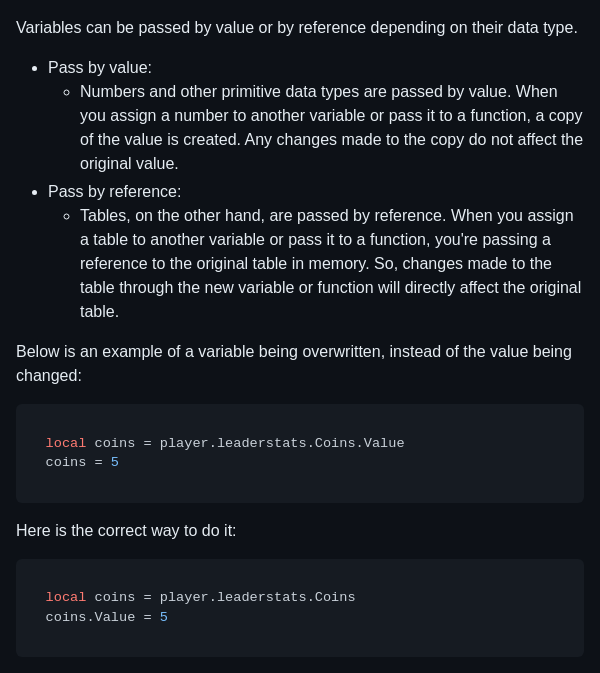 Variables can be passed by value or by reference depending on their data type.
• Pass by value:
◦ Numbers and other primitive data types are passed by value. When
you assign a number to another variable or pass it to a function, a copy
of the value is created. Any changes made to the copy do not affect the
original value.
• Pass by reference:
◦ Tables, on the other hand, are passed by reference. When you assign
a table to another variable or pass it to a function, you're passing a
reference to the original table in memory. So, changes made to the
table through the new variable or function will directly affect the original
table.
Below is an example of a variable being overwritten, instead of the value being
changed:
local coins = player.leaderstats.Coins.Value
coins = 5
Here is the correct way to do it:
local coins = player.leaderstats.Coins
coins.Value = 5